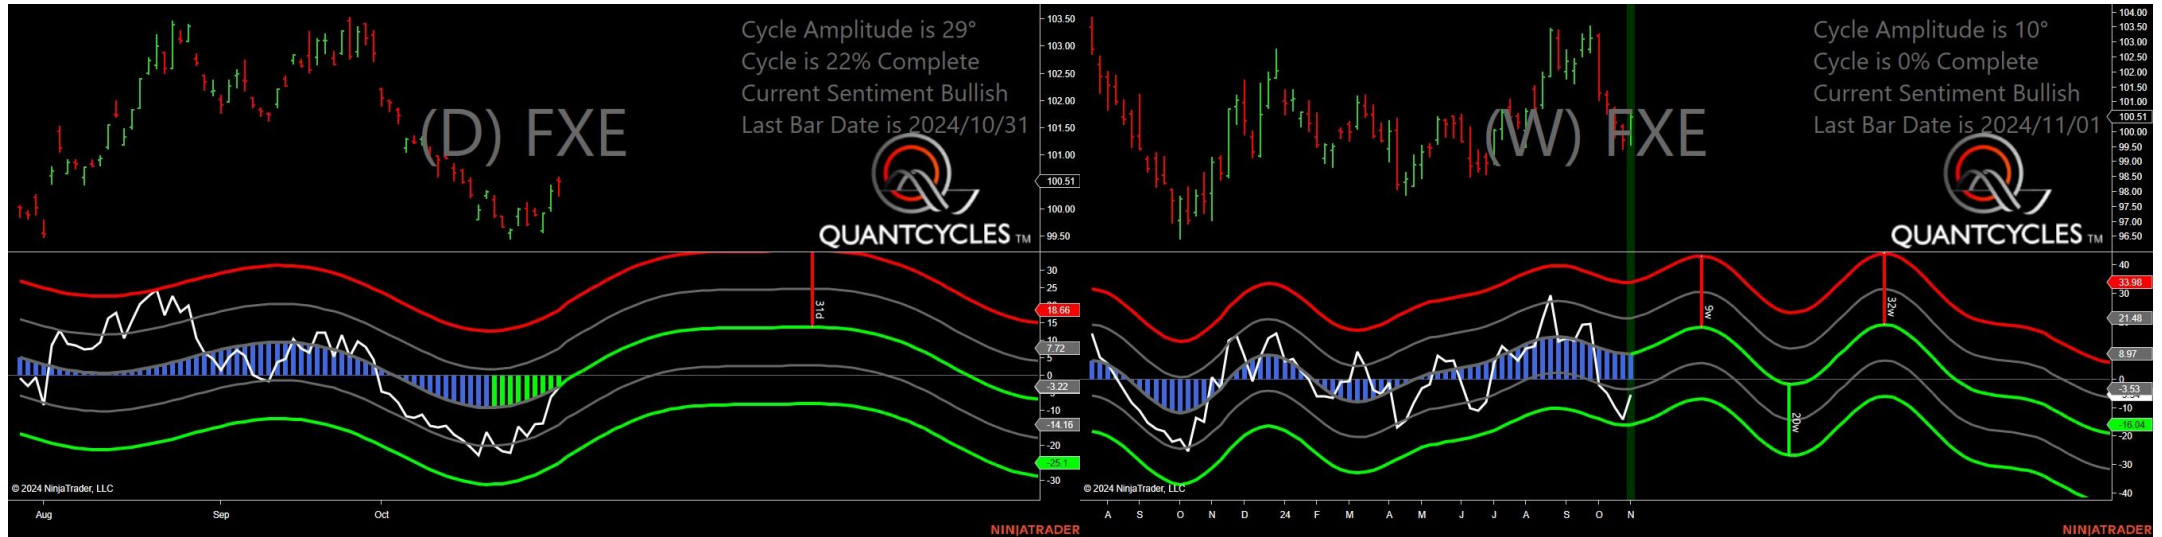 Cycle Amplitude is 29°
Cycle is 22% Complete
Current Sentiment Bullish
Last Bar Date is 2024/10/31
(D) FXE
QUANTCYCLES TM
103.50
103.00
102.50
102.00
101.50
101.00
100.51
100.00
99.50
31d
30
25
18.66
15
10
7.72
5
0
-3.22
-10
-14.16
-20
-25.1
-30
© 2024 NinjaTrader, LLC
Aug
Sep
Oct
NINJATRADER
Cycle Amplitude is 10°
Cycle is 0% Complete
Current Sentiment Bullish
Last Bar Date is 2024/11/01
(W) FXE
QUANTCYCLES TM
104.00
103.50
103.00
102.50
102.00
101.50
101.00
100.51
100.00
99.50
99.00
98.50
98.00
97.50
97.00
96.50
9w
20w
32w
40
33.98
30
21.48
8.97
0
-3.53
-10
-16.04
-20
-30
-40
© 2024 NinjaTrader, LLC
A S O N D 24 F M A M J J A S O N
NINJATRADER